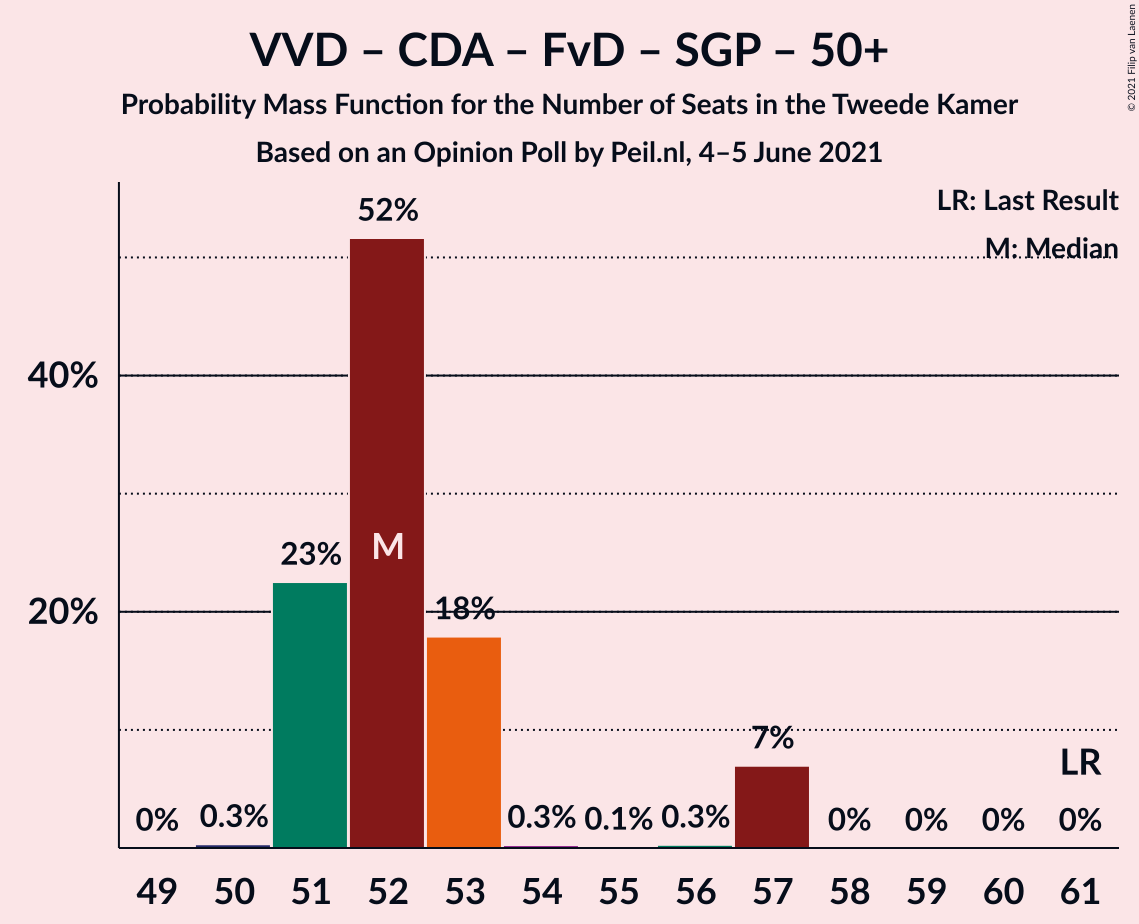 VVD – CDA – FvD – SGP – 50+
Probability Mass Function for the Number of Seats in the Tweede Kamer
Based on an Opinion Poll by Peil.nl, 4–5 June 2021
© 2021 Filip van Laenen
LR: Last Result
M: Median
52%
40%
M
23%
20%
18%
7%
LR
0% 0.3% 0.3% 0.1% 0.3% 0% 0% 0% 0%
49 50 51 52 53 54 55 56 57 58 59 60 61